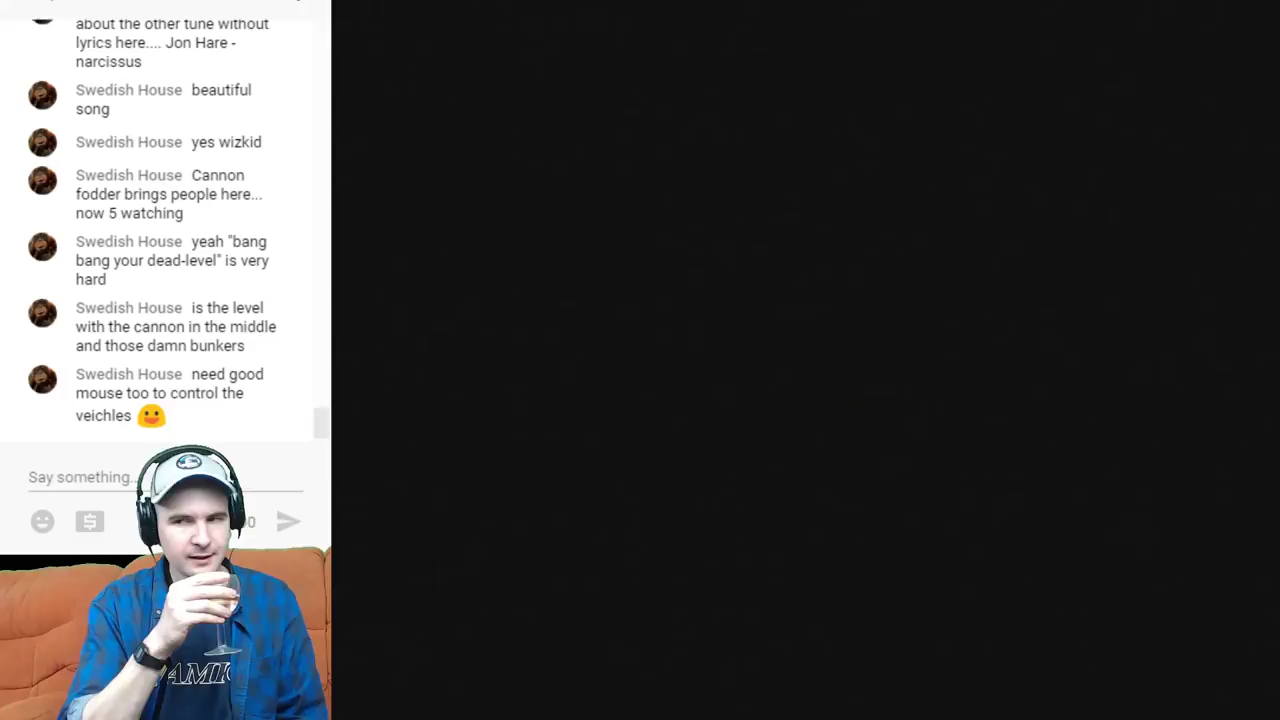 about the other tune without
lyrics here.... Jon Hare -
narcissus
Swedish House beautiful
song
Swedish House yes wizkid
Swedish House Cannon
fodder brings people here...
now 5 watching
Swedish House yeah "bang
bang your dead-level" is very
hard
Swedish House is the level
with the cannon in the middle
and those damn bunkers
Swedish House need good
mouse too to control the
veichles
Say something...